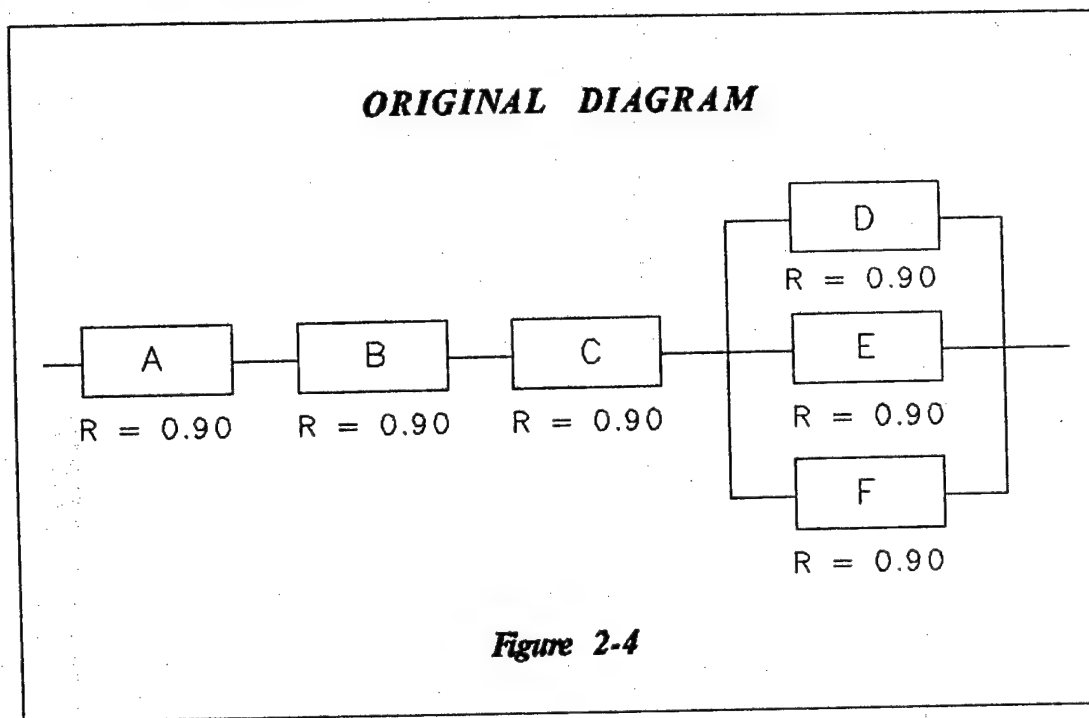 ORIGINAL DIAGRAM
D
R = 0.90
A
B
C
E
R = 0.90
R = 0.90
R = 0.90
R = 0.90
F
R = 0.90
Figure 2-4